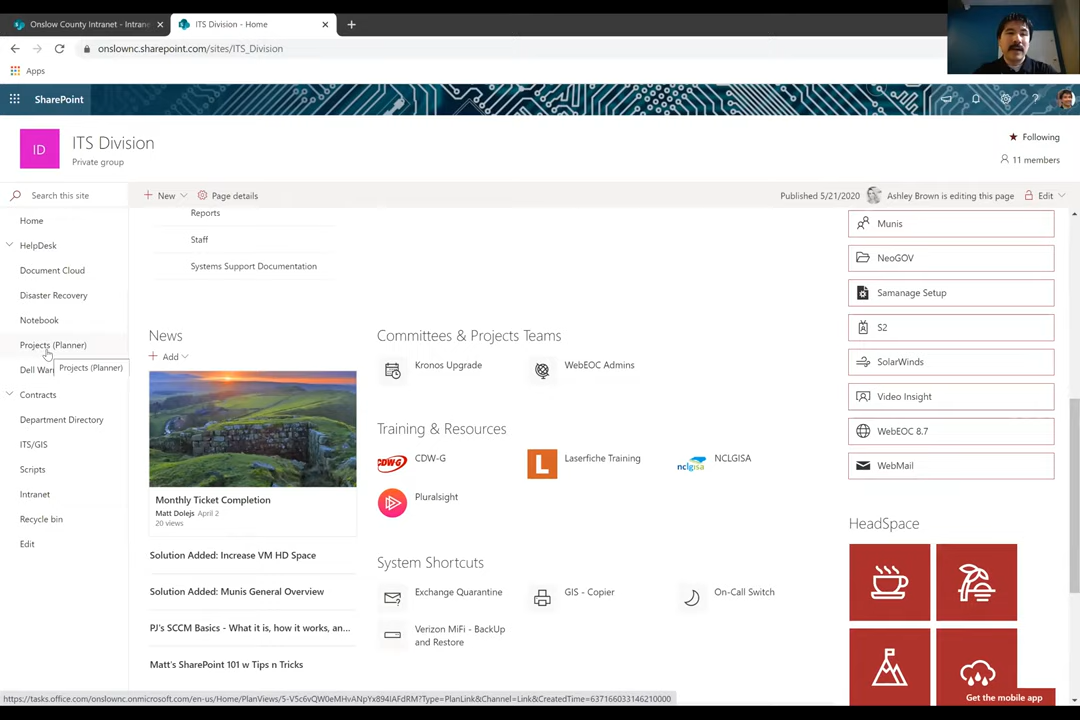 Onslow County Intranet - Intrane
ITS Division - Home
onslownc.sharepoint.com/sites/ITS_Division
Apps
SharePoint
ID
ITS Division
Private group
Following
11 members
Search this site
New
Page details
Published 5/21/2020
Ashley Brown is editing this page
Edit
Home
HelpDesk
Document Cloud
Disaster Recovery
Notebook
Projects (Planner)
Dell War
Projects (Planner)
Contracts
Department Directory
ITS/GIS
Scripts
Intranet
Recycle bin
Edit
Reports
Staff
Systems Support Documentation
News
Add
Monthly Ticket Completion
Matt Dolejs April 2
20 views
Solution Added: Increase VM HD Space
Solution Added: Munis General Overview
PJ's SCCM Basics - What it is, how it works, an...
Matt's SharePoint 101 w Tips n Tricks
Committees & Projects Teams
Kronos Upgrade
WebEOC Admins
Training & Resources
CDW-G
CDW-G
L
Laserfiche Training
nclgisa
NCLGISA
Pluralsight
System Shortcuts
Exchange Quarantine
GIS - Copier
On-Call Switch
Verizon MiFi - BackUp
and Restore
Munis
NeoGOV
Samanage Setup
S2
SolarWinds
Video Insight
WebEOC 8.7
WebMail
HeadSpace
Get the mobile app